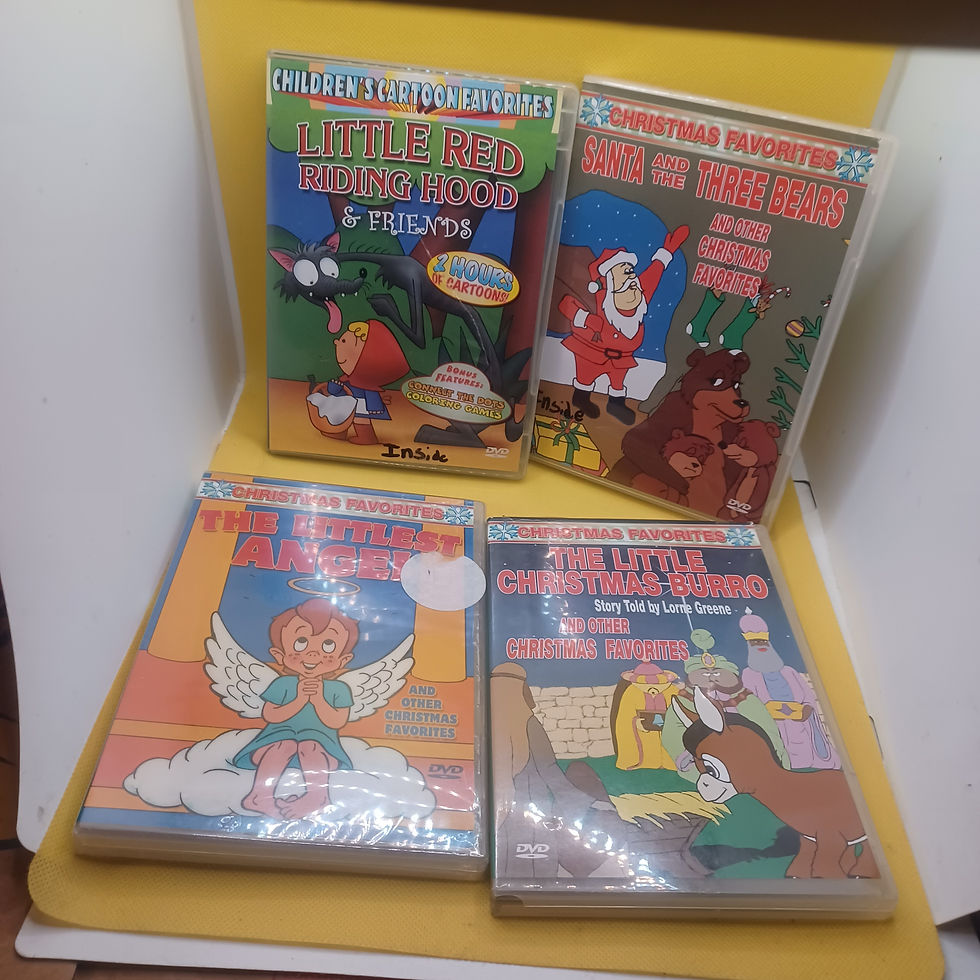 CHILDREN'S CARTOON FAVORITES
LITTLE RED
RIDING HOOD
& FRIENDS
2 HOURS
OF CARTOONS!
BONUS
FEATURES:
CONNECT THE DOTS
COLORING GAMES
Inside
DVD
CHRISTMAS FAVORITES
SANTA AND THE THREE BEARS
AND OTHER
CHRISTMAS
FAVORITES
Inside
DVD
CHRISTMAS FAVORITES
THE LITTLEST
ANGEL
AND
OTHER
CHRISTMAS
FAVORITES
DVD
CHRISTMAS FAVORITES
THE LITTLE
CHRISTMAS BURRO
Story Told by Lorne Greene
AND OTHER
CHRISTMAS FAVORITES
DVD